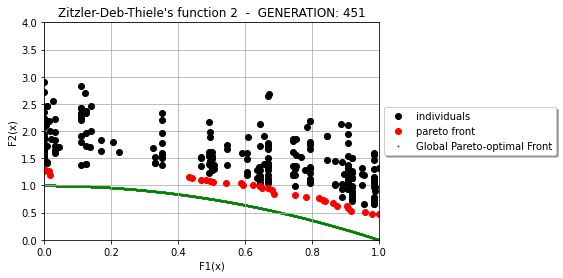 Zitzler-Deb-Thiele's function 2 - GENERATION: 451
4.0
3.5
3.0
2.5
2.0
1.5
1.0
0.5
0.0
F2(x)
0.0 0.2 0.4 0.6 0.8 1.0
F1(x)
individuals
pareto front
Global Pareto-optimal Front